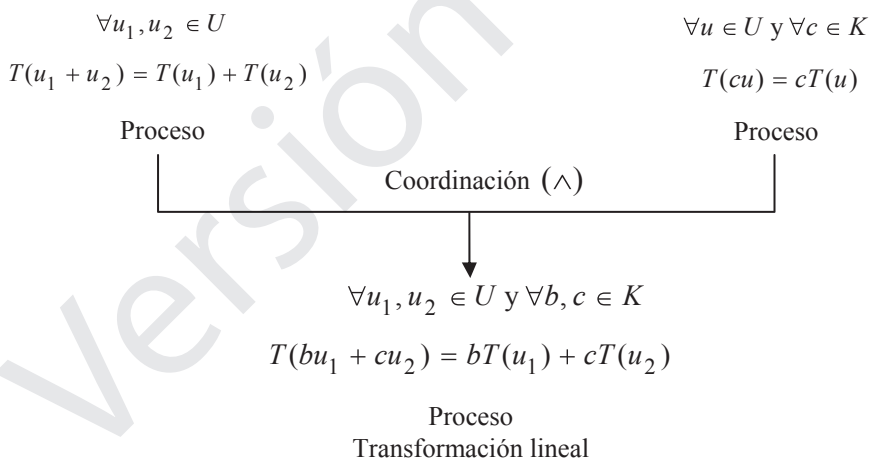 ∀u₁, u₂ ∈ U
T(u₁ + u₂) = T(u₁) + T(u₂)
Proceso
∀u ∈ U y ∀c ∈ K
T(cu) = cT(u)
Proceso
Coordinación (∧)
∀u₁, u₂ ∈ U y ∀b, c ∈ K
T(bu₁ + cu₂) = bT(u₁) + cT(u₂)
Proceso
Transformación lineal
Versión